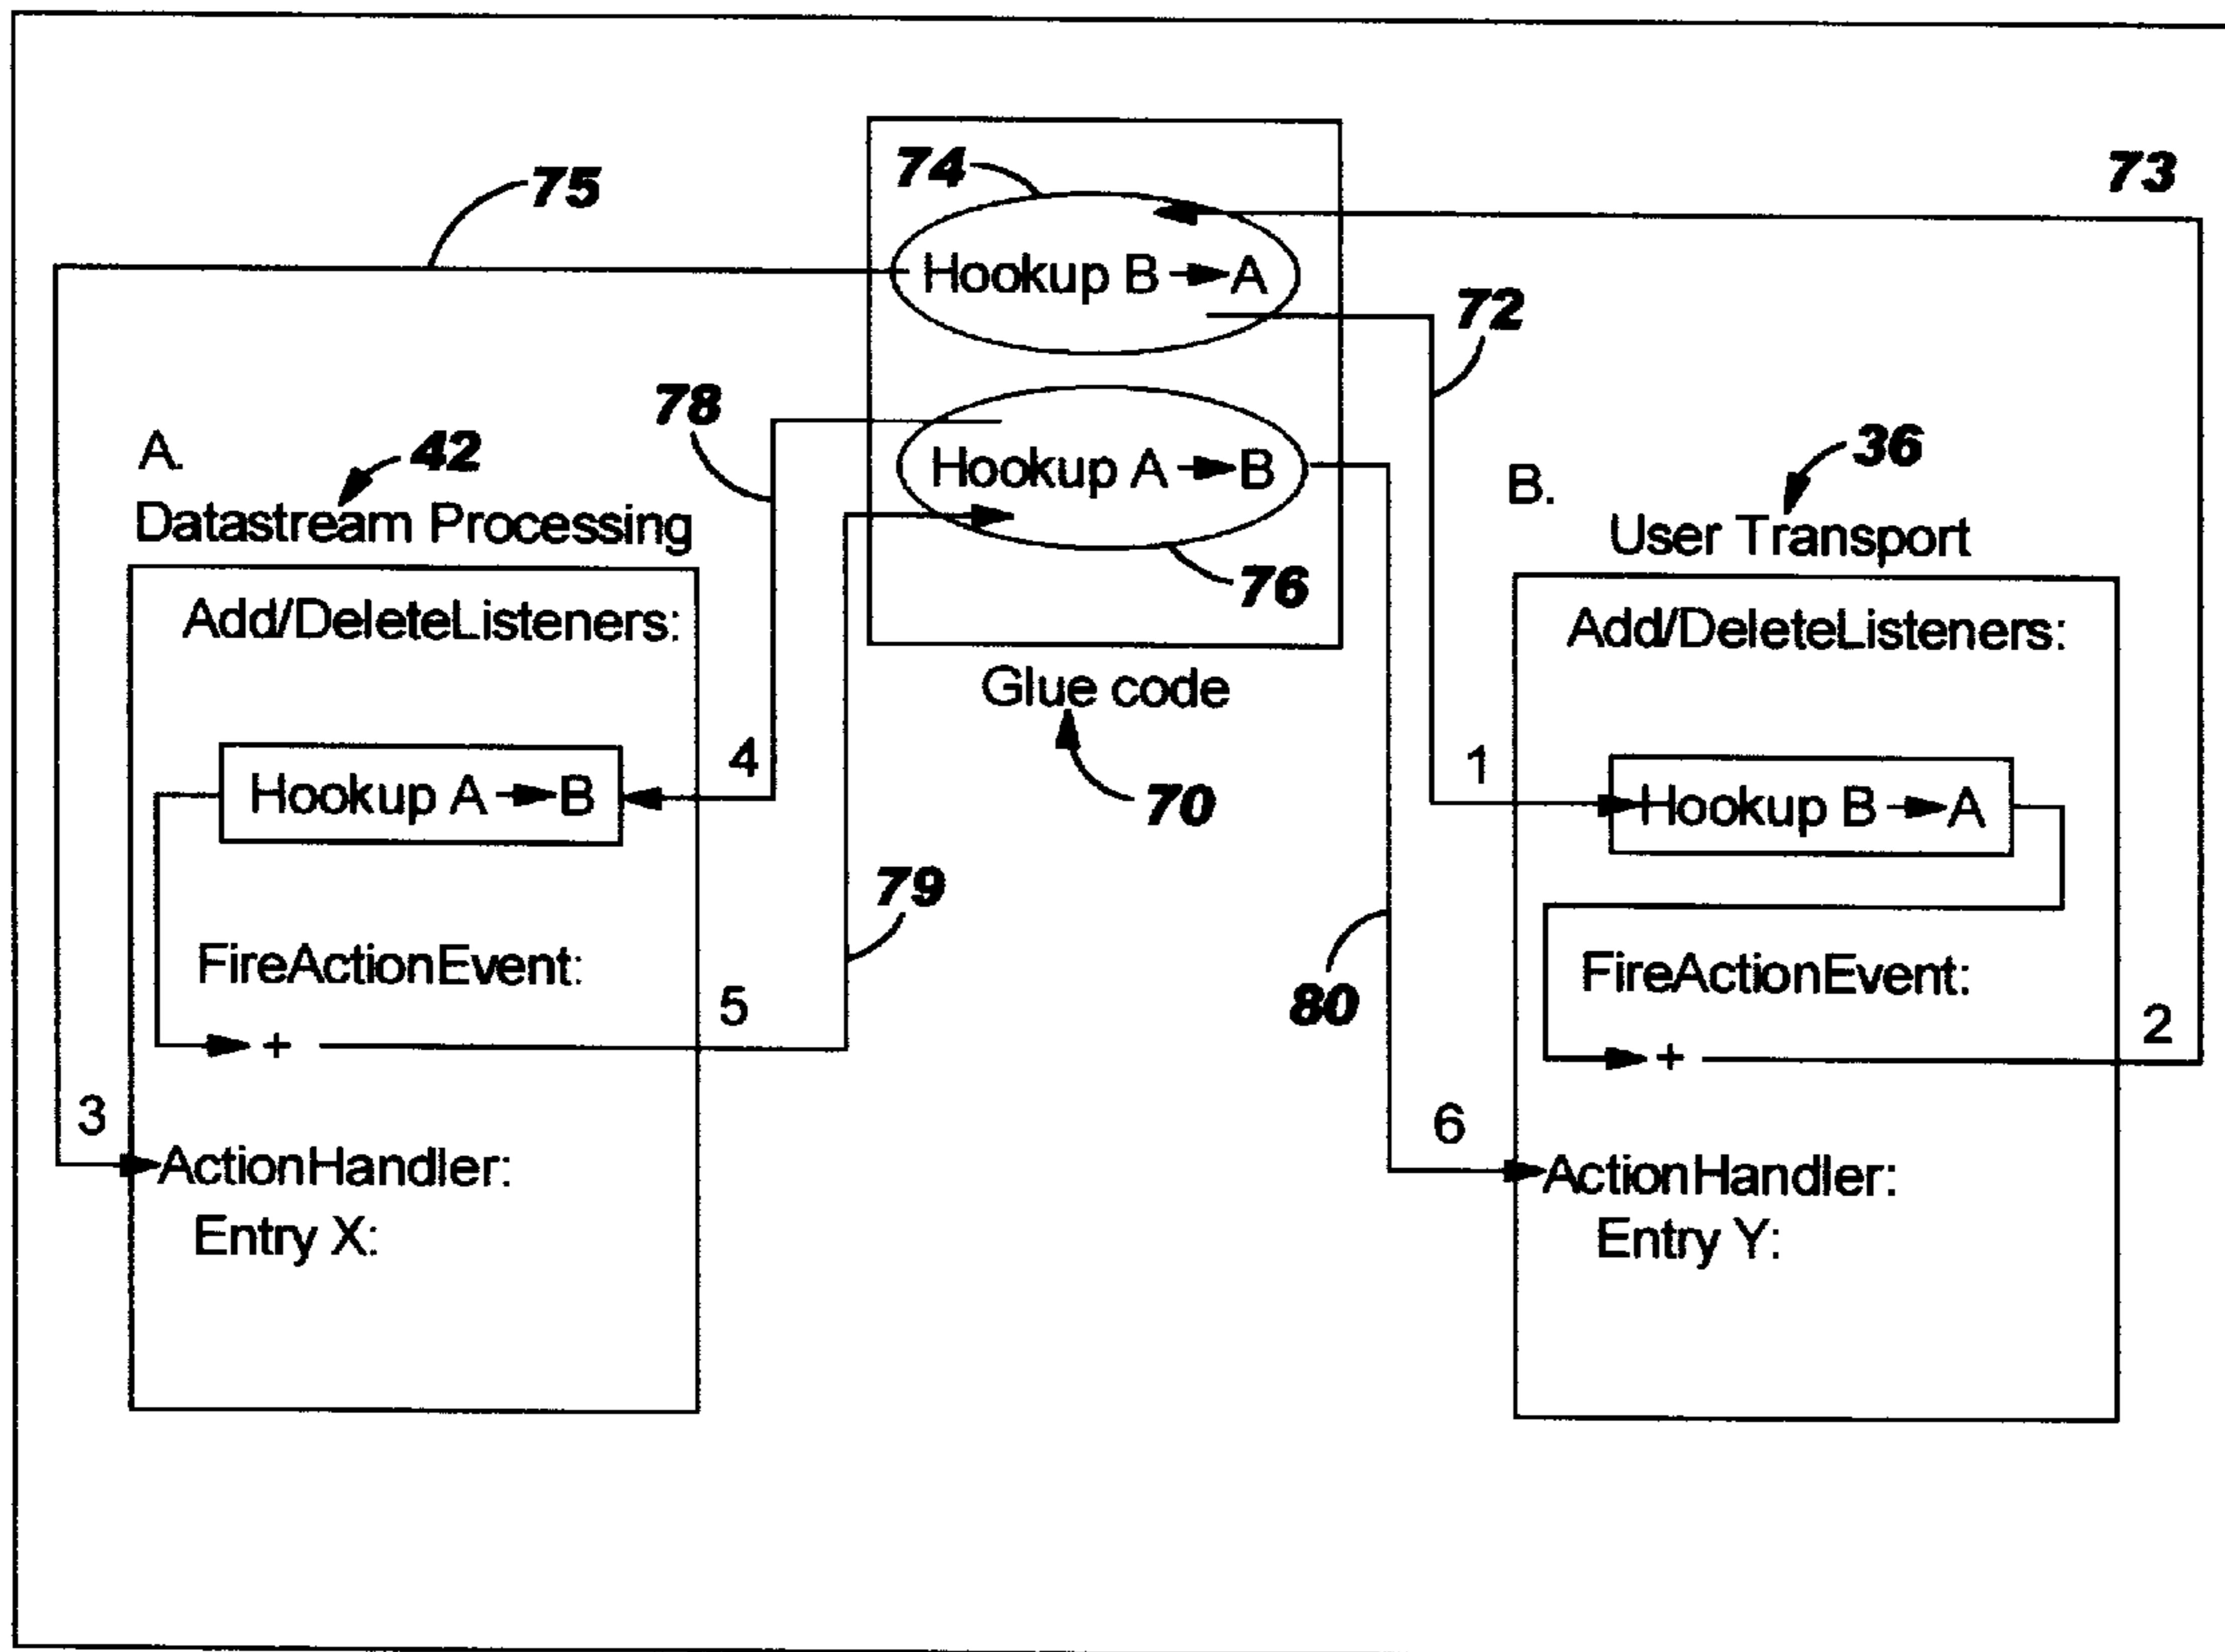 74
73
75
Hookup B → A
72
78
A.
42
Hookup A → B
36
B.
Datastream Processing
User Transport
76
Add/DeleteListeners:
Add/DeleteListeners:
Glue code
4
1
Hookup A → B
70
Hookup B → A
79
FireActionEvent:
FireActionEvent:
5
80
2
+
+
3
6
ActionHandler:
ActionHandler:
Entry X:
Entry Y: